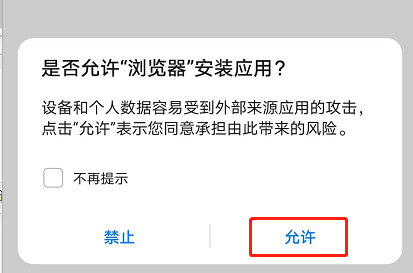 是否允许“浏览器”安装应用？
设备和个人数据容易受到外部来源应用的攻击，
点击“允许”表示您同意承担由此带来的风险。
不再提示
禁止
允许